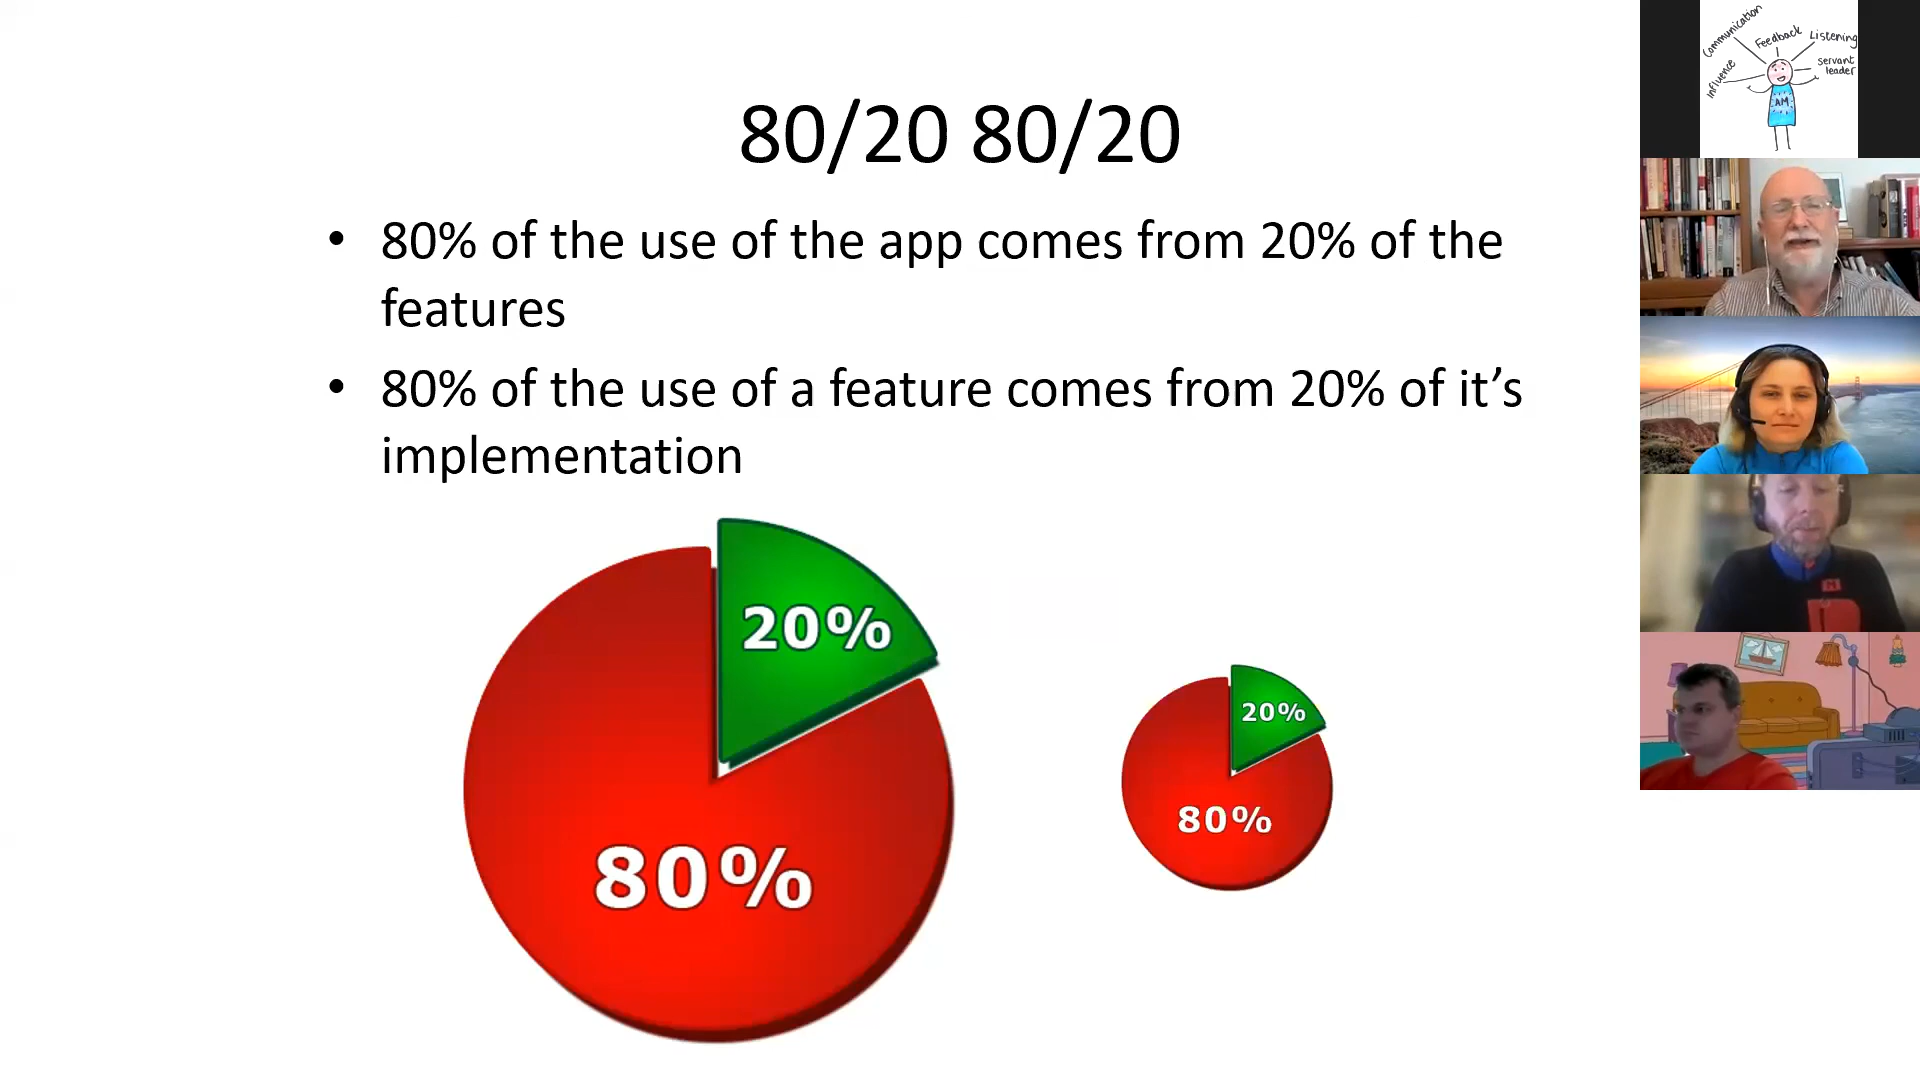 80/20 80/20
• 80% of the use of the app comes from 20% of the
features
• 80% of the use of a feature comes from 20% of it's
implementation
20%
80%
20%
80%
Communication
Feedback
Listening
Influence
servant
leader
AM